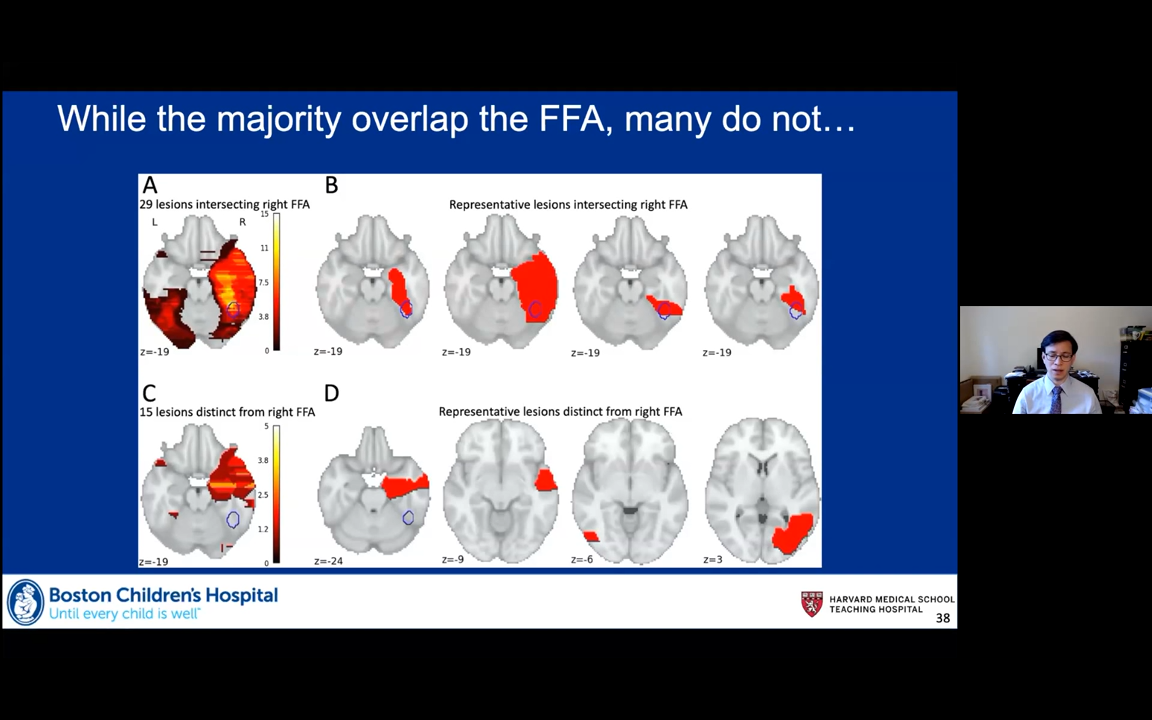 While the majority overlap the FFA, many do not…
A
29 lesions intersecting right FFA
L
R
15
11
7.5
3.8
0
z=-19
B
Representative lesions intersecting right FFA
z=-19
z=-19
z=-19
z=-19
C
15 lesions distinct from right FFA
5
3.8
2.5
1.2
0
z=-19
D
Representative lesions distinct from right FFA
z=-24
z=-9
z=-6
z=3
Boston Children's Hospital
Until every child is well™
HARVARD MEDICAL SCHOOL
TEACHING HOSPITAL
38